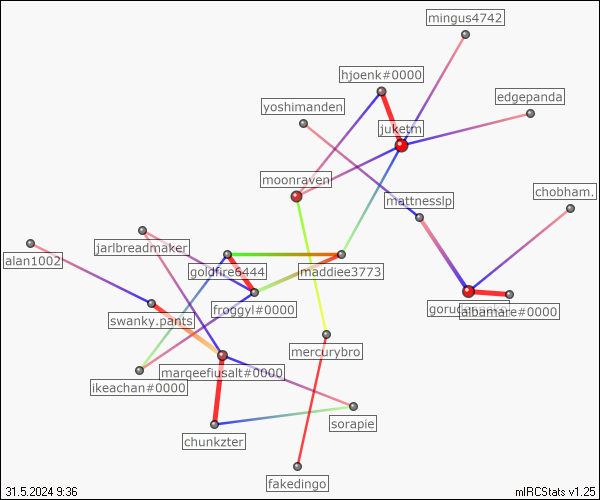 mingus4742
hjoenk#0000
edgepanda
yoshimanden
juketm
moonraven
chobham.
mattnesslp
jarlbreadmaker
alan1002
goldfire6444
maddiee3773
froggyl#0000
albamare#0000
swanky.pants
mercurybro
marqeefiusalt#0000
ikeachan#0000
sorapie
chunkzter
fakedingo
31.5.2024 9:36
mIRCStats v1.25